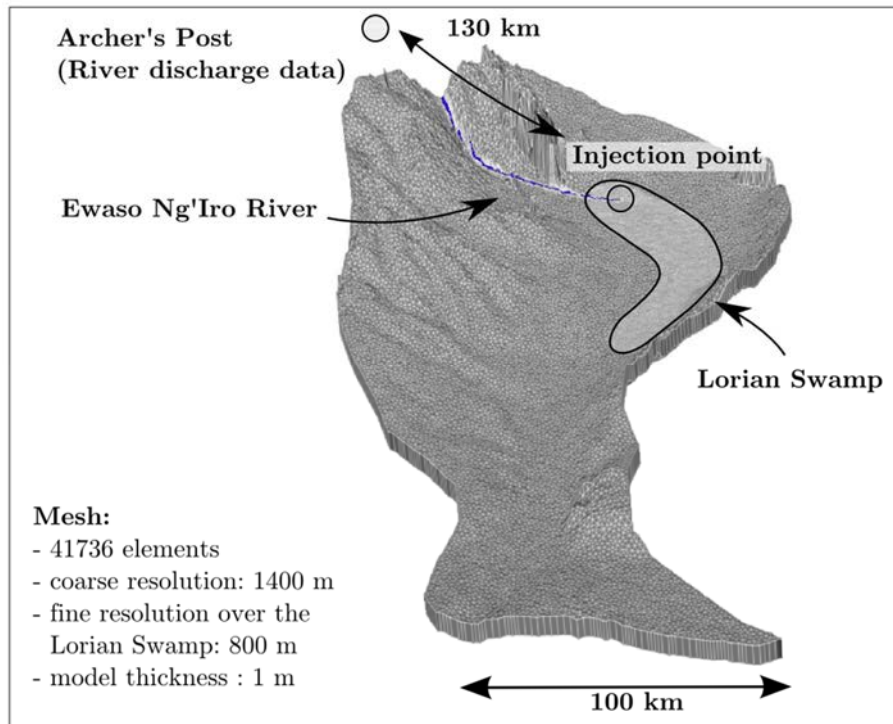 Archer's Post
(River discharge data)
130 km
Injection point
Ewaso Ng'Iro River
Lorian Swamp
Mesh:
- 41736 elements
- coarse resolution: 1400 m
- fine resolution over the
Lorian Swamp: 800 m
- model thickness : 1 m
100 km